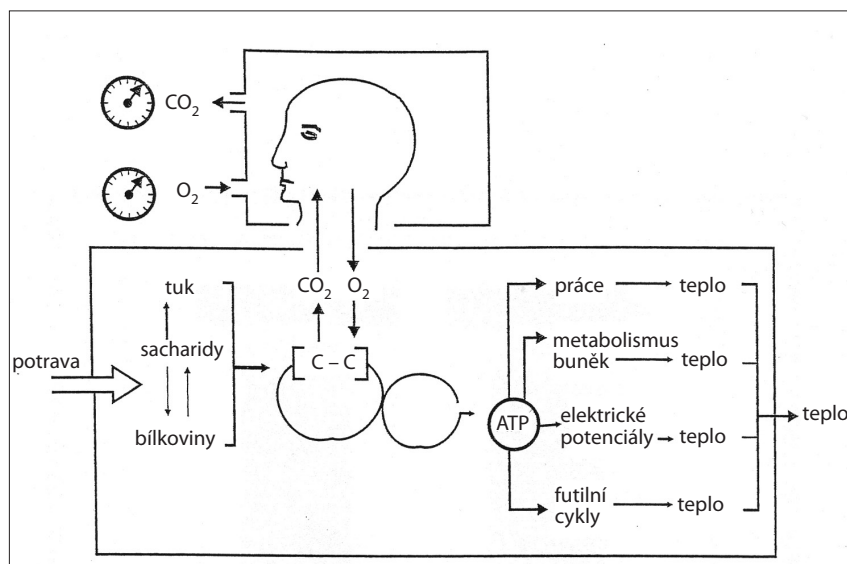 CO2
O2
CO2 O2
tuk
sacharidy
bílkoviny
potrava
C – C
ATP
práce
teplo
metabolismus
buněk
teplo
elektrické
potenciály
teplo
futilní
cykly
teplo
teplo